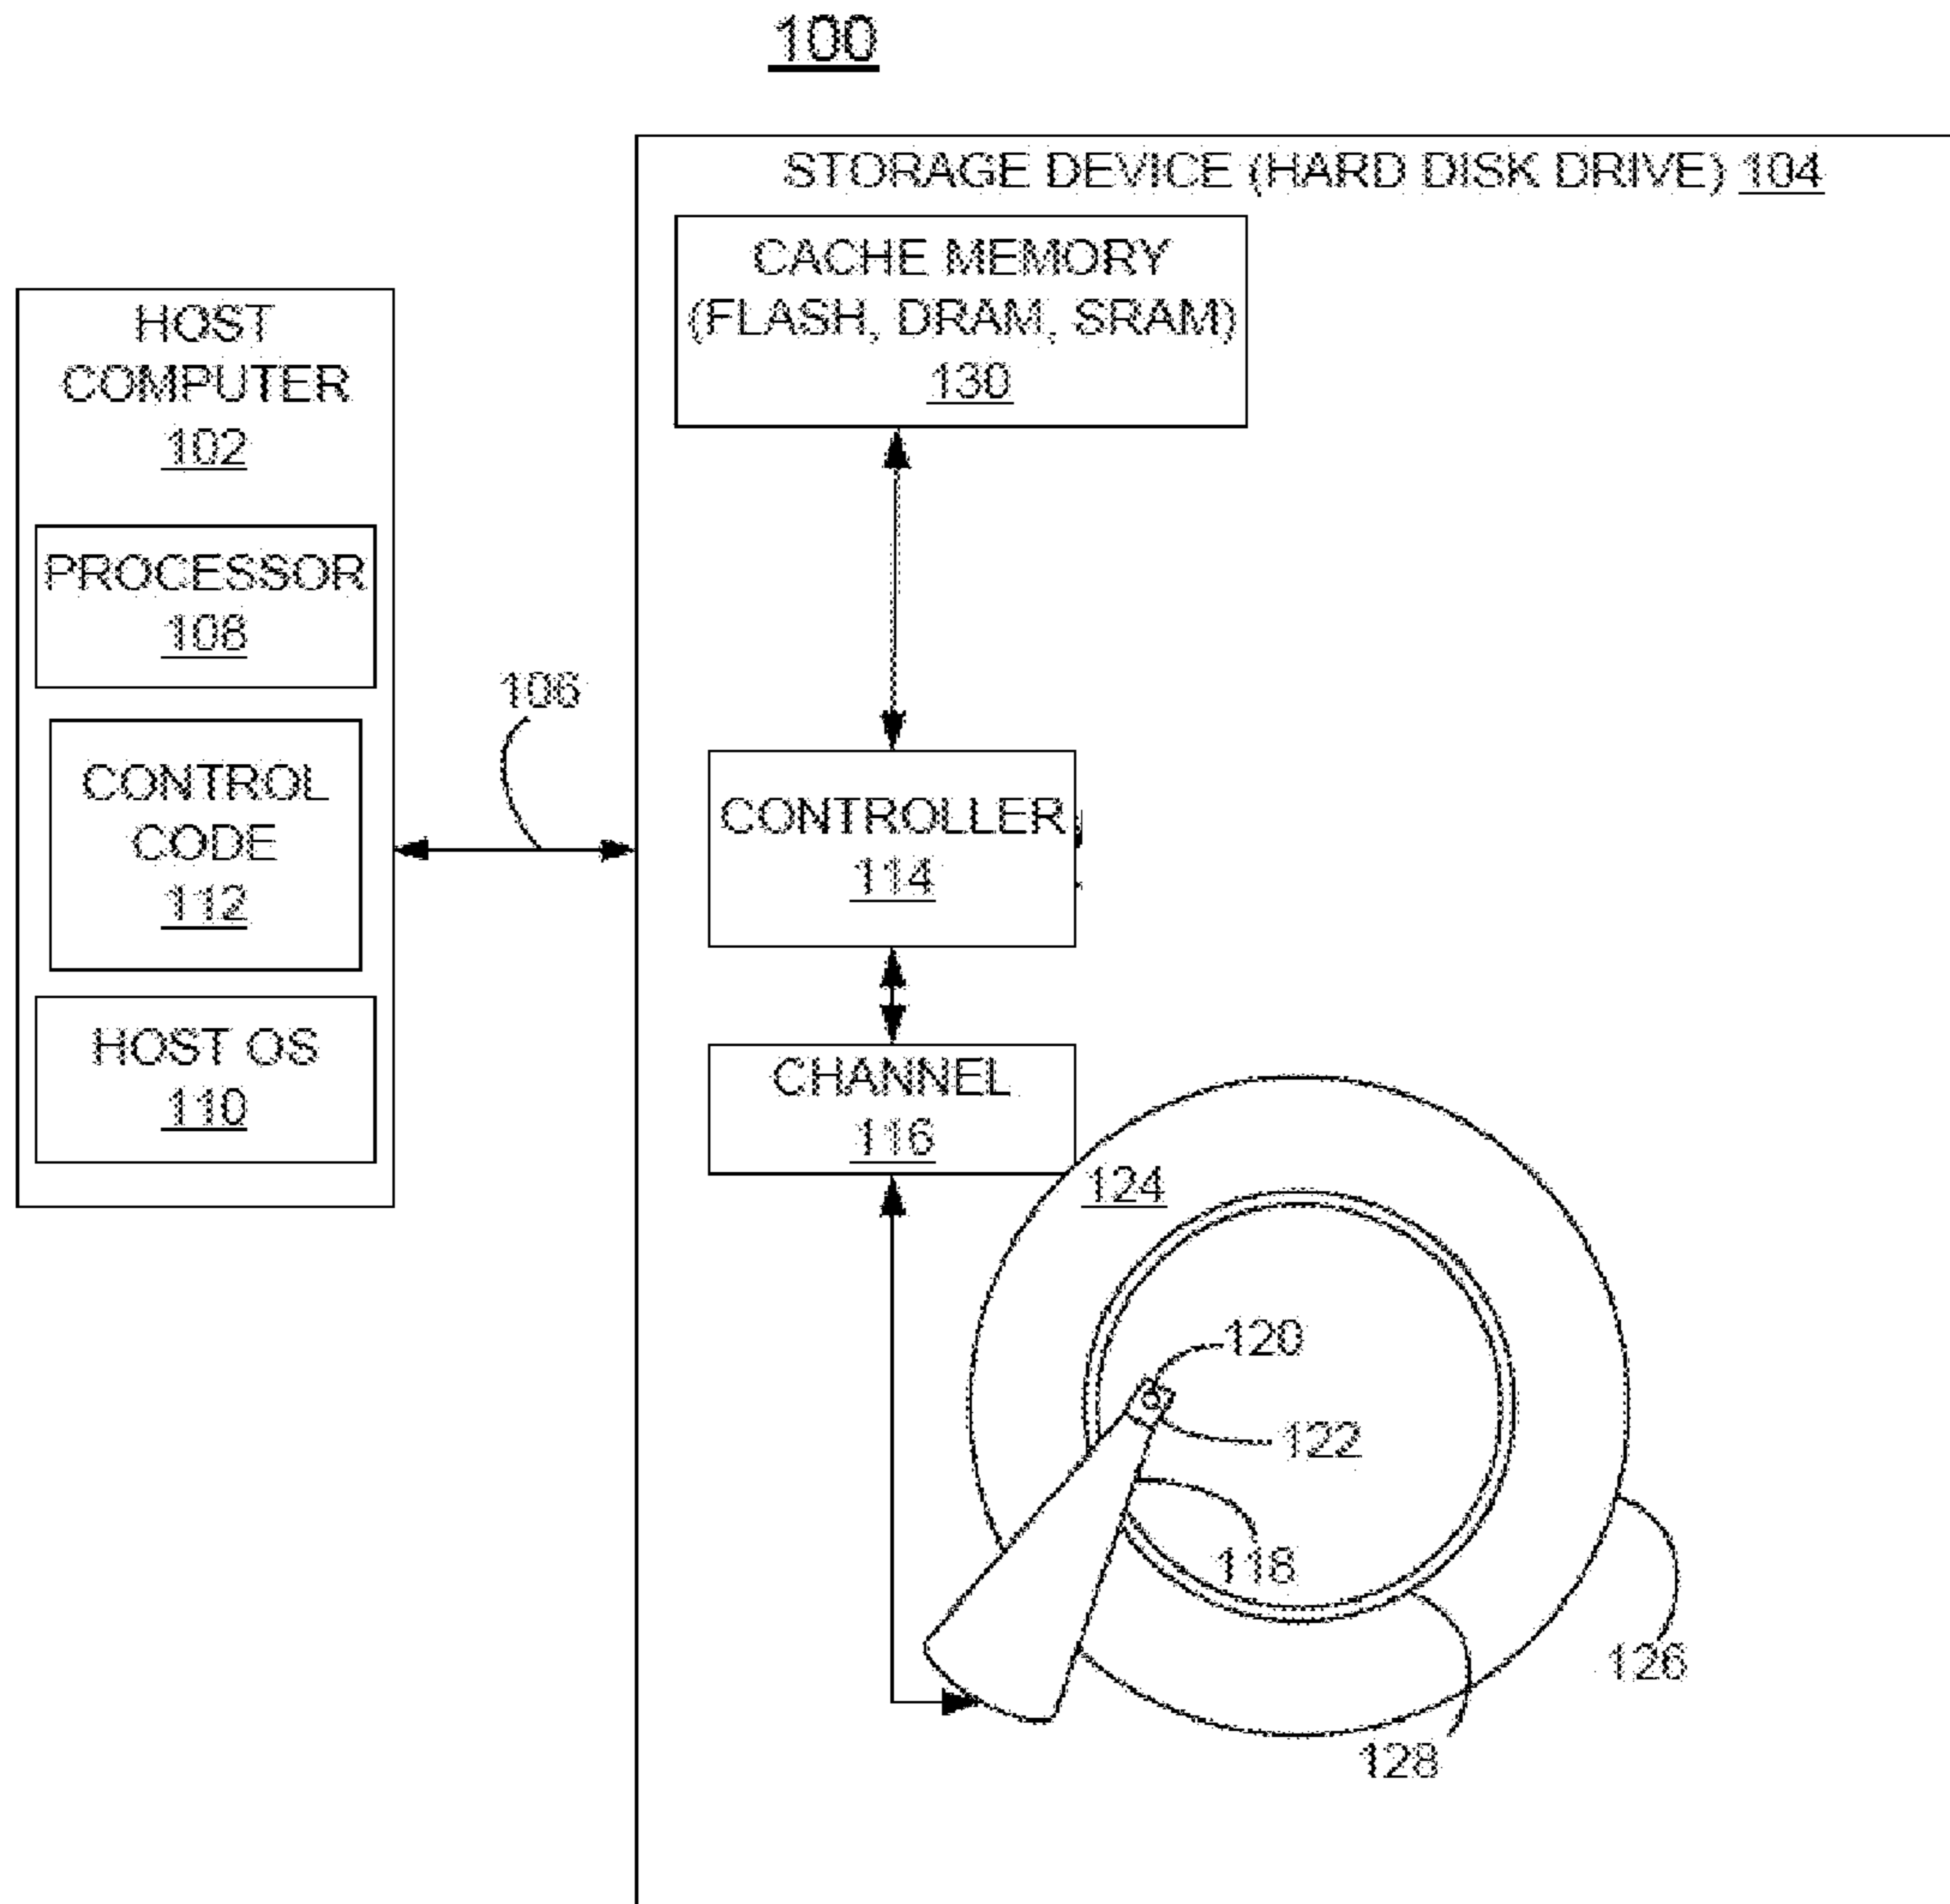 100
STORAGE DEVICE (HARD DISK DRIVE) 104
CACHE MEMORY
(FLASH, DRAM, SRAM)
130
HOST
COMPUTER
102
PROCESSOR
108
106
CONTROL
CODE
112
CONTROLLER
114
HOST OS
110
CHANNEL
116
124
120
122
118
126
128